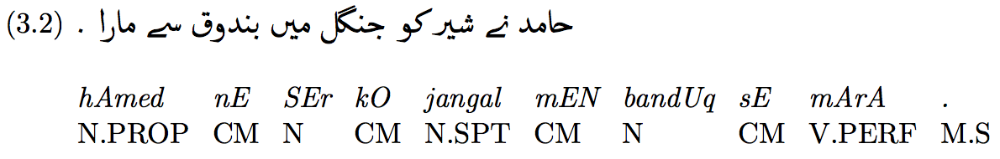 (3.2) حامد نے شیر کو جنگل میں بندوق سے مارا .
hAmed nE SEr kO jangal mEN bandUq sE mArA .
N.PROP CM N CM N.SPT CM N CM V.PERF M.S